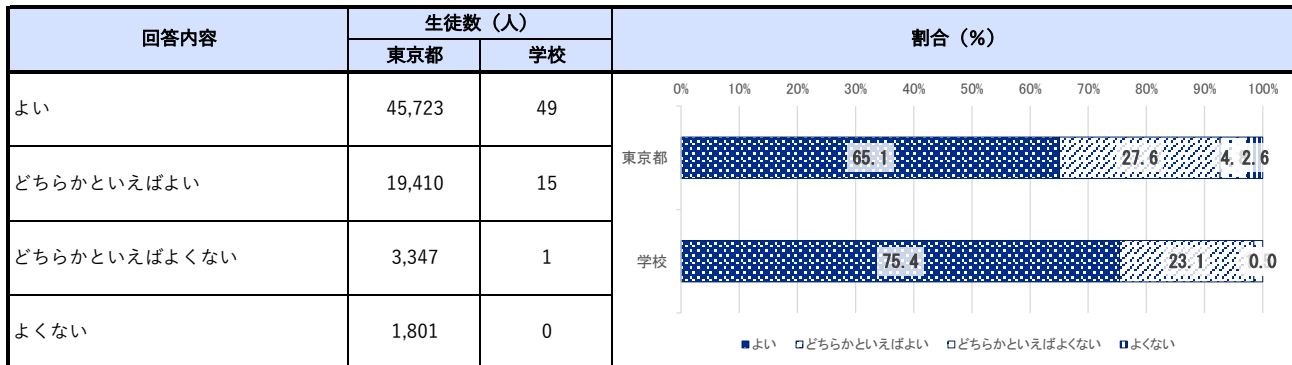 回答内容
生徒数（人）
割合（%）
東京都
学校
よい
45,723
49
どちらかといえばよい
19,410
15
どちらかといえばよくない
3,347
1
よくない
1,801
0
0%
10%
20%
30%
40%
50%
60%
70%
80%
90%
100%
東京都
65.1
27.6
4.
2.6
学校
75.4
23.1
0.0
よい
どちらかといえばよい
どちらかといえばよくない
よくない